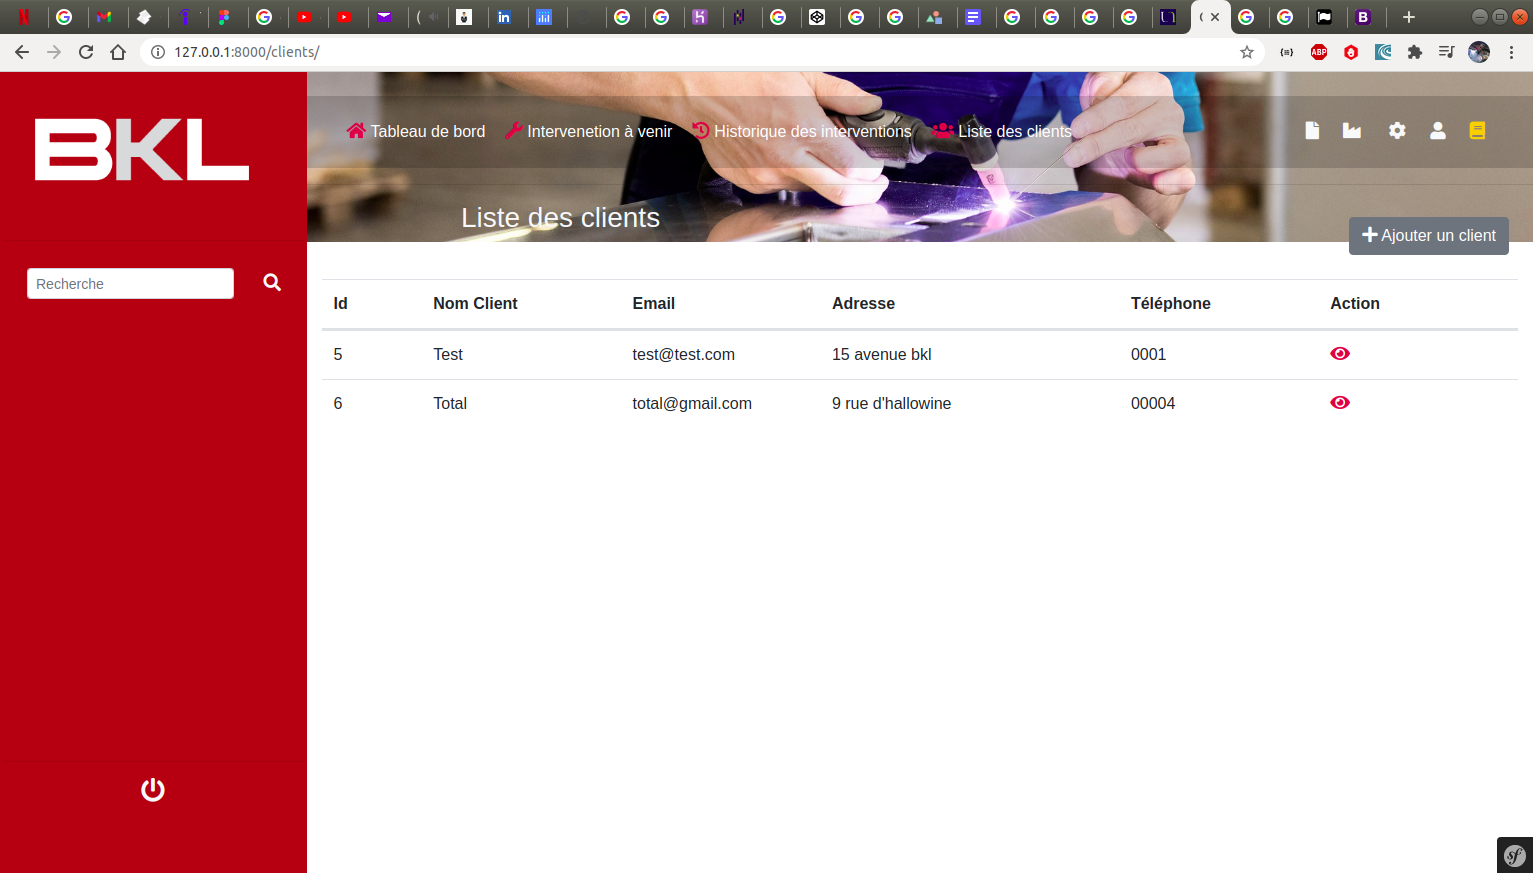 127.0.0.1:8000/clients/
BKL
Tableau de bord
Intervenetion à venir
Historique des interventions
Liste des clients
Liste des clients
Ajouter un client
Recherche
Id Nom Client Email Adresse Téléphone Action
5 Test test@test.com 15 avenue bkl 0001
6 Total total@gmail.com 9 rue d'hallowine 00004
sf